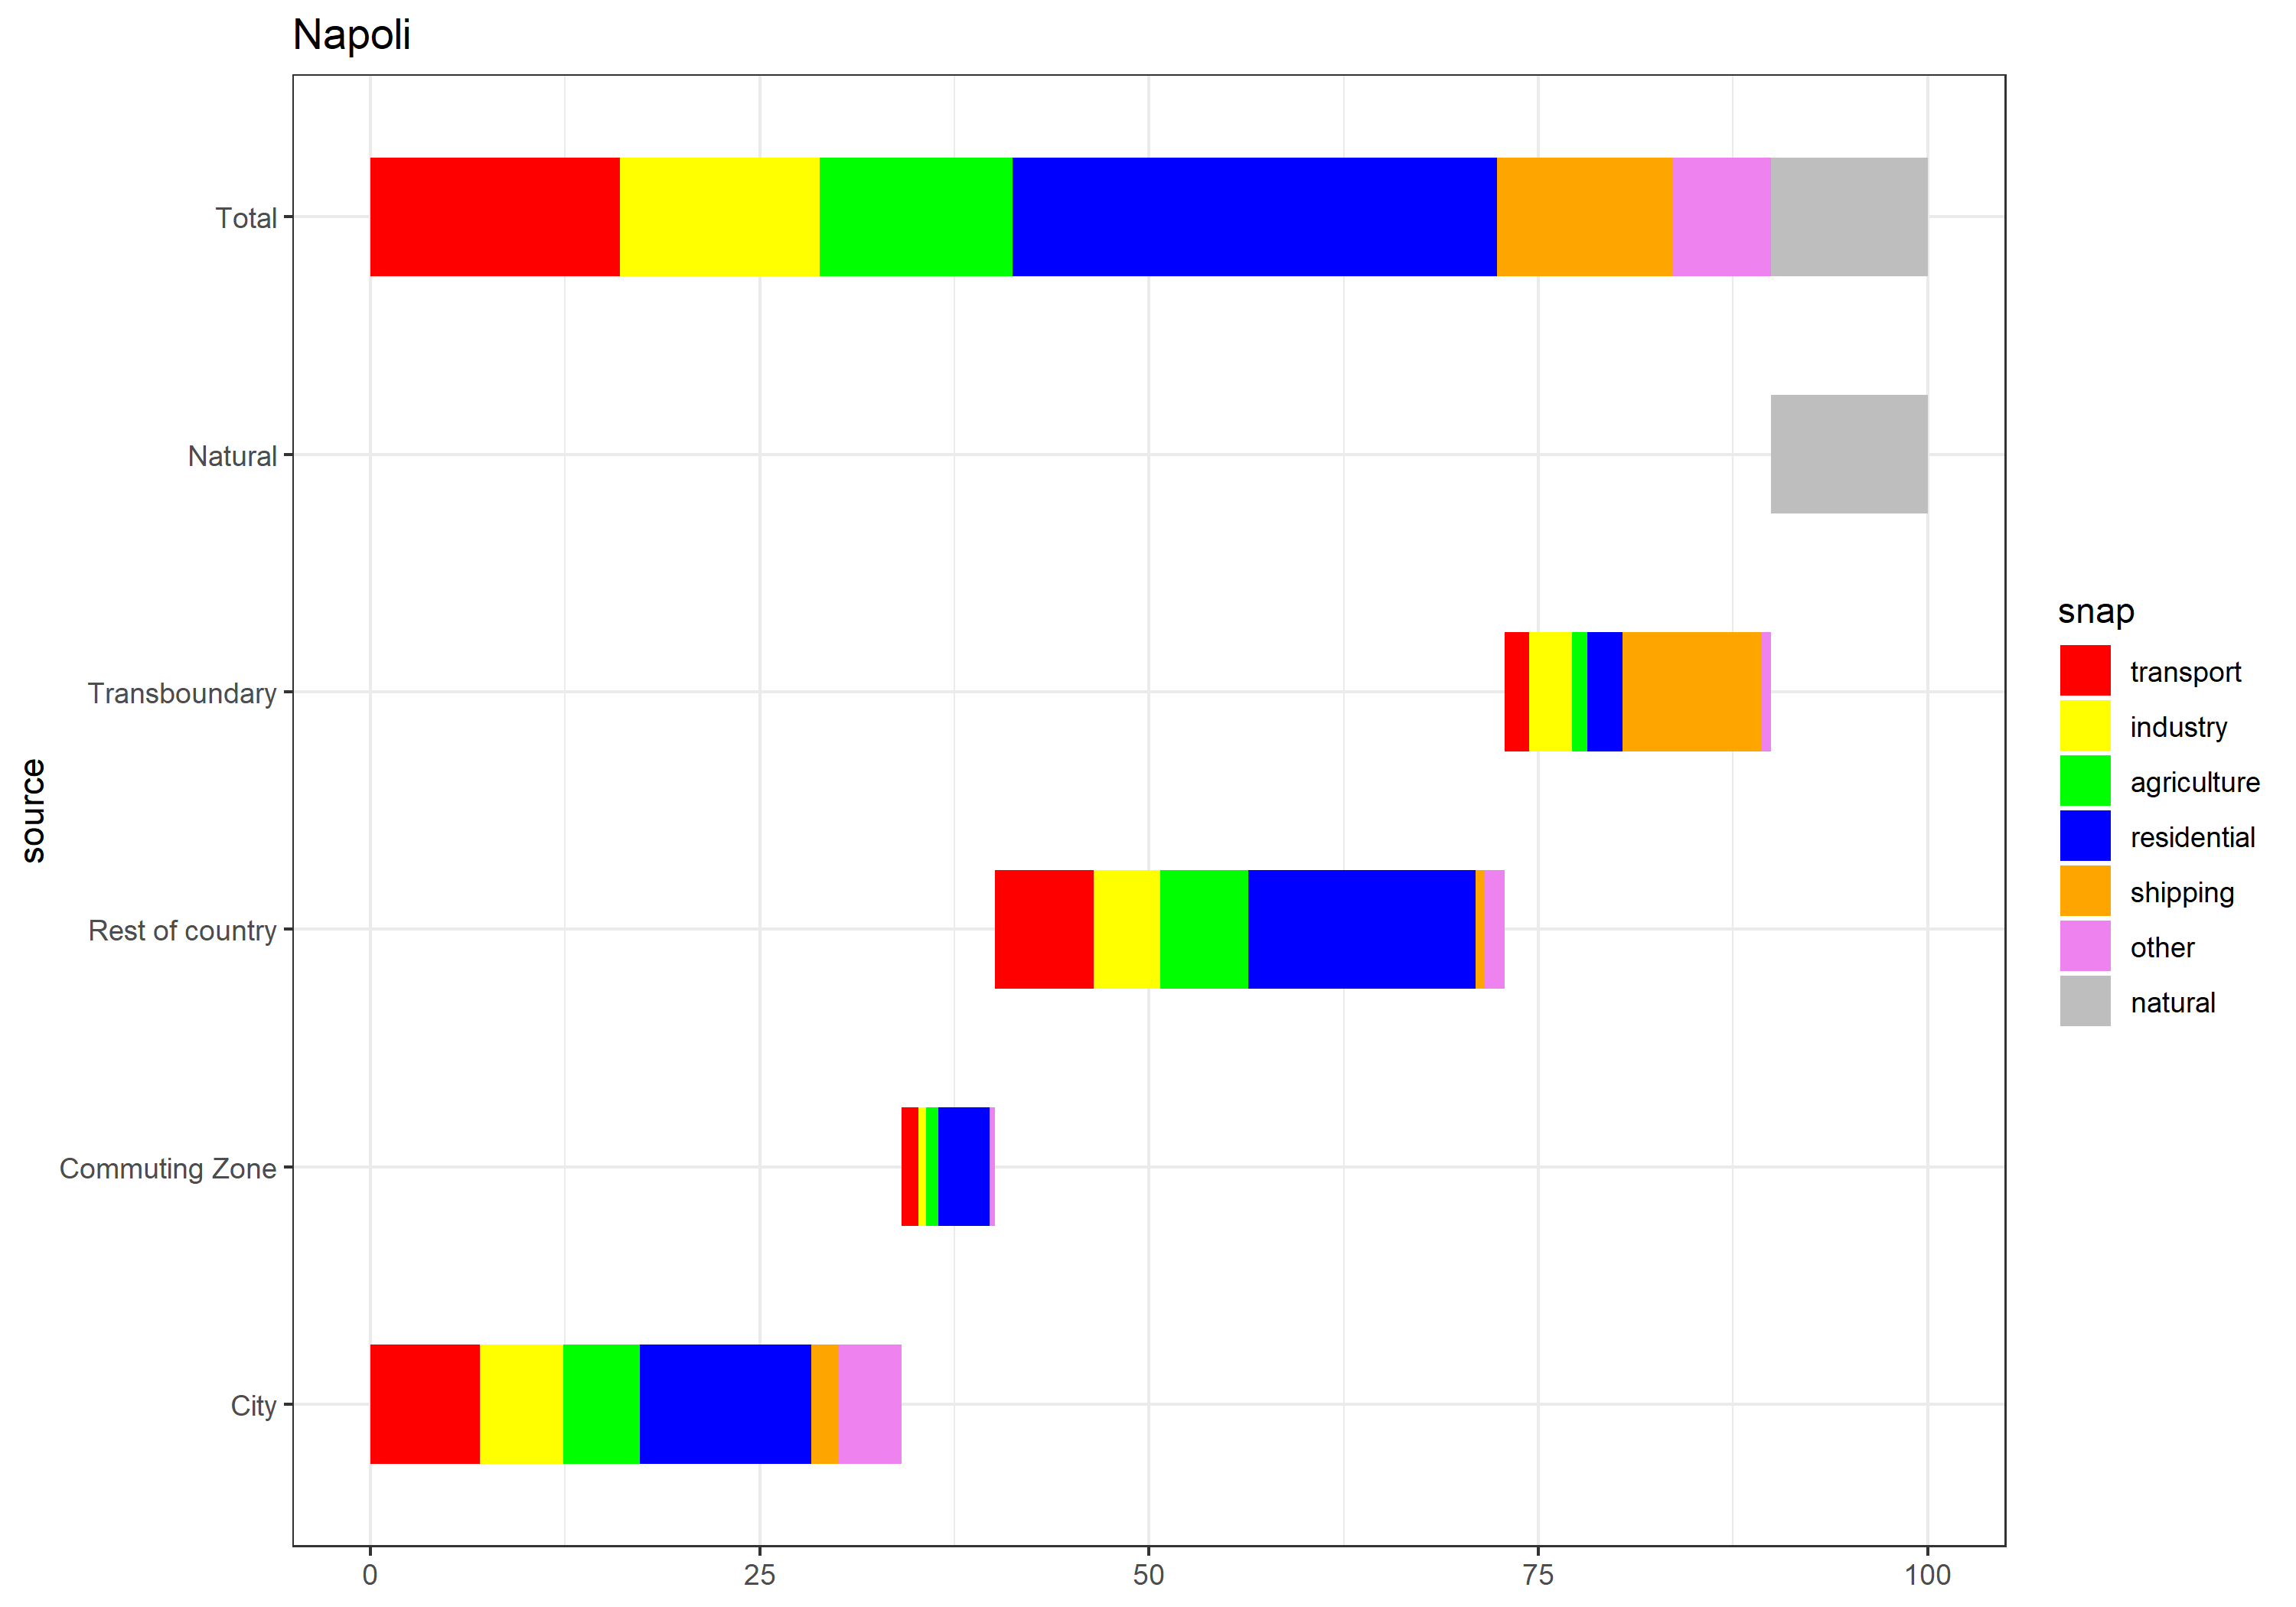 Napoli
source
Total
Natural
Transboundary
Rest of country
Commuting Zone
City
0
25
50
75
100
snap
transport
industry
agriculture
residential
shipping
other
natural